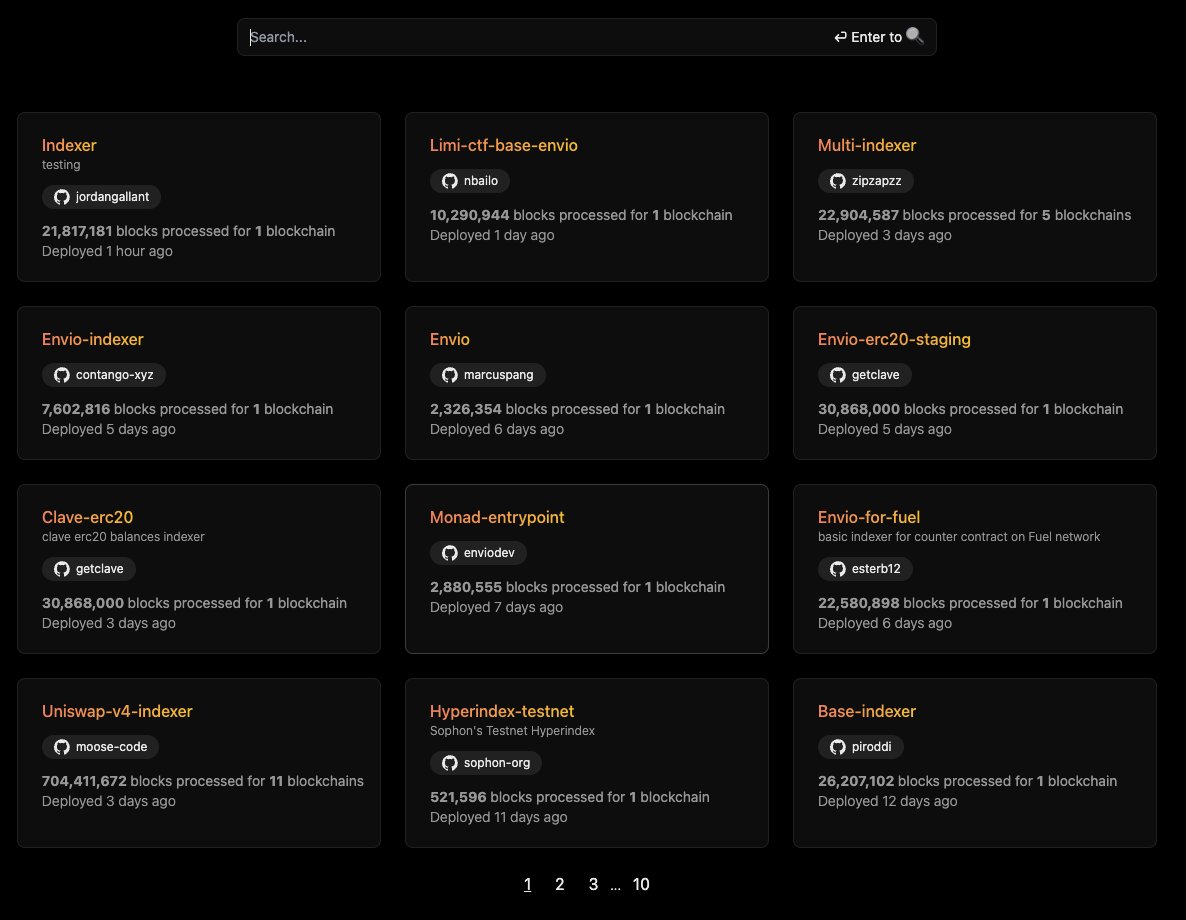 Search...
↵ Enter to 🔍
Indexer
testing
jordangallant
21,817,181 blocks processed for 1 blockchain
Deployed 1 hour ago
Limi-ctf-base-envio
nbailo
10,290,944 blocks processed for 1 blockchain
Deployed 1 day ago
Multi-indexer
zipzapzz
22,904,587 blocks processed for 5 blockchains
Deployed 3 days ago
Envio-indexer
contango-xyz
7,602,816 blocks processed for 1 blockchain
Deployed 5 days ago
Envio
marcuspang
2,326,354 blocks processed for 1 blockchain
Deployed 6 days ago
Envio-erc20-staging
getclave
30,868,000 blocks processed for 1 blockchain
Deployed 5 days ago
Clave-erc20
clave erc20 balances indexer
getclave
30,868,000 blocks processed for 1 blockchain
Deployed 3 days ago
Monad-entrypoint
enviodev
2,880,555 blocks processed for 1 blockchain
Deployed 7 days ago
Envio-for-fuel
basic indexer for counter contract on Fuel network
esterb12
22,580,898 blocks processed for 1 blockchain
Deployed 6 days ago
Uniswap-v4-indexer
moose-code
704,411,672 blocks processed for 11 blockchains
Deployed 3 days ago
Hyperindex-testnet
Sophon's Testnet Hyperindex
sophon-org
521,596 blocks processed for 1 blockchain
Deployed 11 days ago
Base-indexer
piroddi
26,207,102 blocks processed for 1 blockchain
Deployed 12 days ago
1 2 3 ... 10